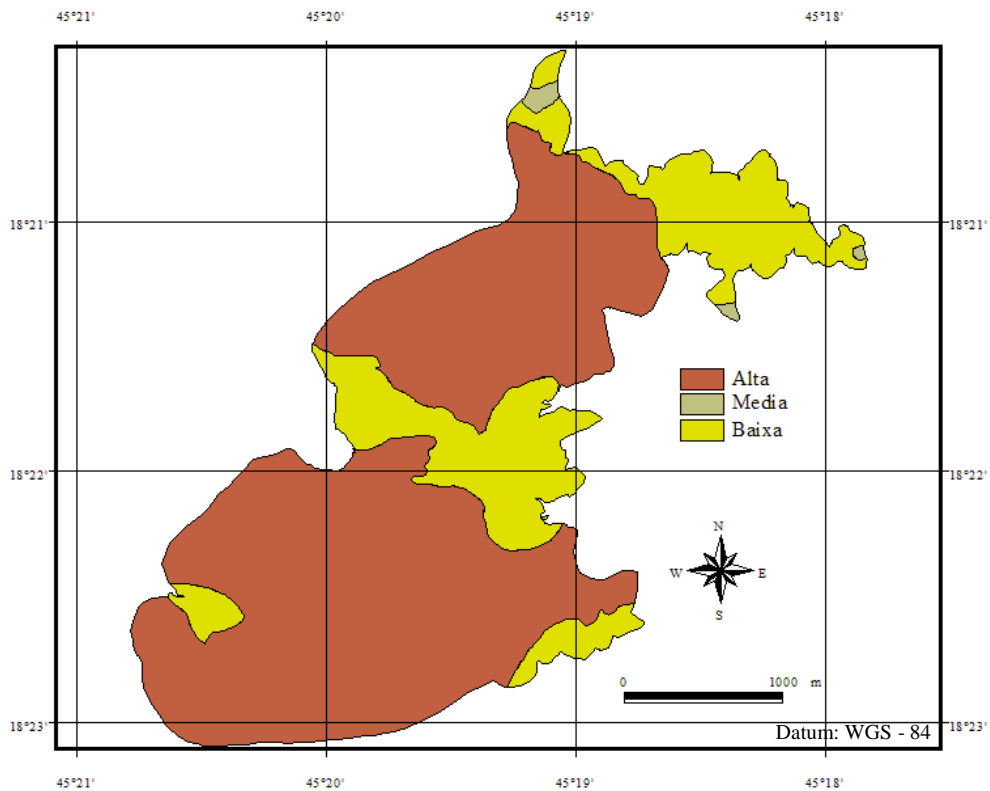 45°21' 45°20' 45°19' 45°18'
18°21' 18°21'
Alta
Media
Baixa
18°22' 18°22'
N
W E
S
0 1000 m
18°23' 18°23'
Datum: WGS - 84
45°21' 45°20' 45°19' 45°18'